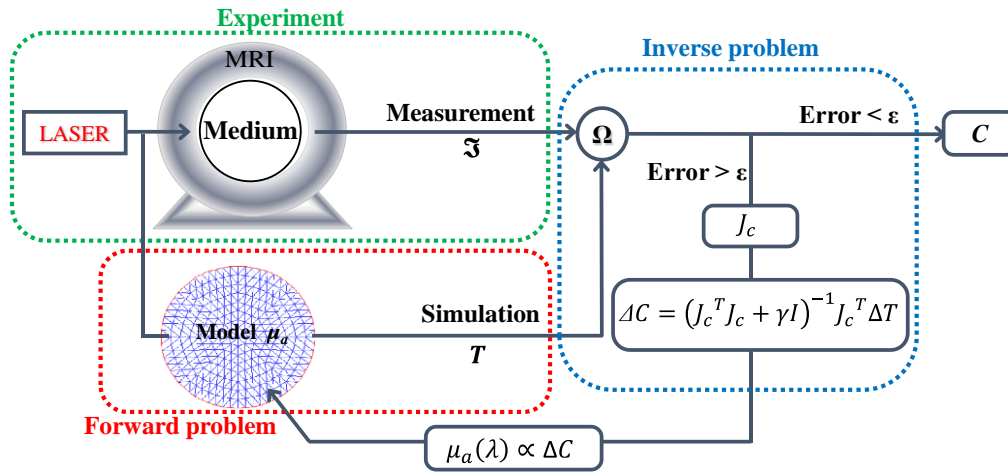 Experiment
Inverse problem
MRI
LASER
Medium
Measurement
𝕴
Ω
Error < ε
C
Error > ε
J_c
ΔC = (J_c^T J_c + γI)^{-1} J_c^T ΔT
Simulation
T
Model μ_a
Forward problem
μ_a(λ) ∝ ΔC